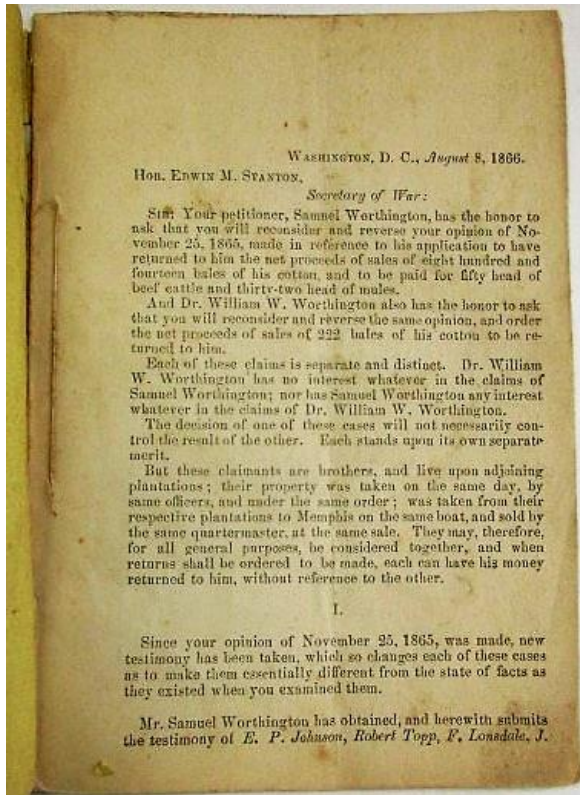 Washington, D. C., August 8, 1866.
Hon. Edwin M. Stanton,
Secretary of War:
Sir: Your petitioner, Samuel Worthington, has the honor to
ask that you will reconsider and reverse your opinion of No-
vember 25, 1865, made in reference to his application to have
returned to him the net proceeds of sales of eight hundred and
fourteen bales of his cotton, and to be paid for fifty head of
beef cattle and thirty-two head of mules.
And Dr. William W. Worthington also has the honor to ask
that you will reconsider and reverse the same opinion, and order
the net proceeds of sales of 222 bales of his cotton to be re-
turned to him.
Each of these claims is separate and distinct. Dr. William
W. Worthington has no interest whatever in the claims of
Samuel Worthington; nor has Samuel Worthington any interest
whatever in the claims of Dr. William W. Worthington.
The decision of one of these cases will not necessarily con-
trol the result of the other. Each stands upon its own separate
merit.
But these claimants are brothers, and live upon adjoining
plantations; their property was taken on the same day, by
same officers, and under the same order; was taken from their
respective plantations to Memphis on the same boat, and sold by
the same quartermaster, at the same sale. They may, therefore,
for all general purposes, be considered together, and when
returns shall be ordered to be made, each can have his money
returned to him, without reference to the other.
I.
Since your opinion of November 25, 1865, was made, new
testimony has been taken, which so changes each of these cases
as to make them essentially different from the state of facts as
they existed when you examined them.
Mr. Samuel Worthington has obtained, and herewith submits
the testimony of E. P. Johnson, Robert Topp, F. Lonsdale, J.